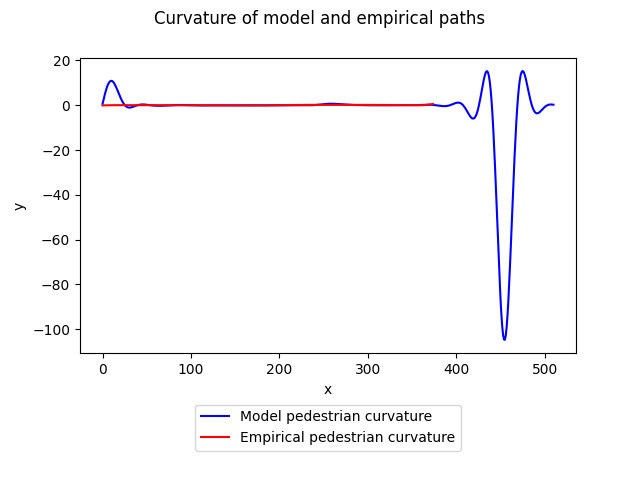 Curvature of model and empirical paths
20
0
−20
−40
−60
−80
−100
y
0 100 200 300 400 500
x
Model pedestrian curvature
Empirical pedestrian curvature